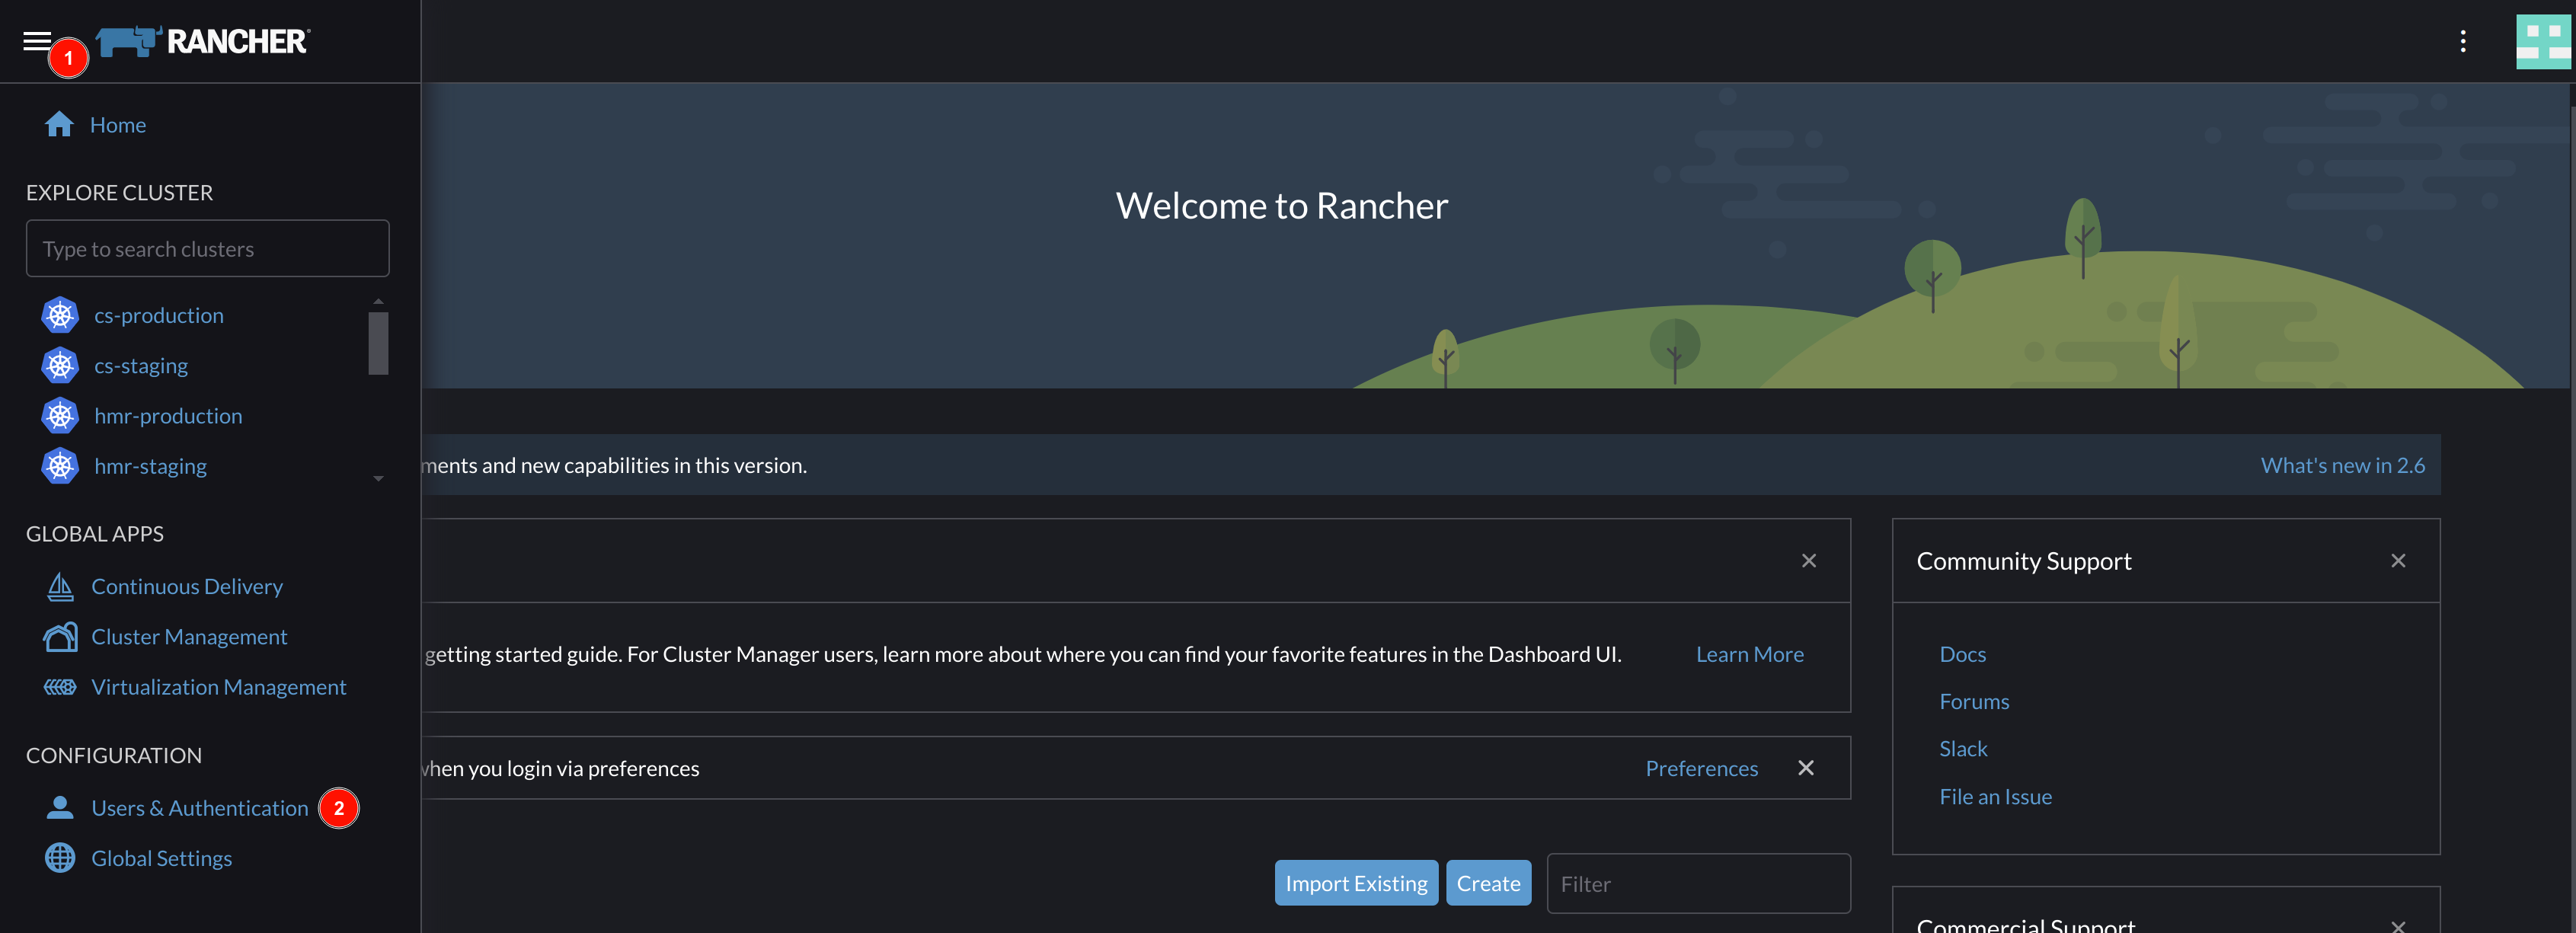 1
RANCHER
Home
EXPLORE CLUSTER
Type to search clusters
cs-production
cs-staging
hmr-production
hmr-staging
GLOBAL APPS
Continuous Delivery
Cluster Management
Virtualization Management
CONFIGURATION
Users & Authentication 2
Global Settings
Welcome to Rancher
ments and new capabilities in this version.
What's new in 2.6
getting started guide. For Cluster Manager users, learn more about where you can find your favorite features in the Dashboard UI.
Learn More
when you login via preferences
Preferences
Import Existing
Create
Filter
Community Support
Docs
Forums
Slack
File an Issue
Commercial Support